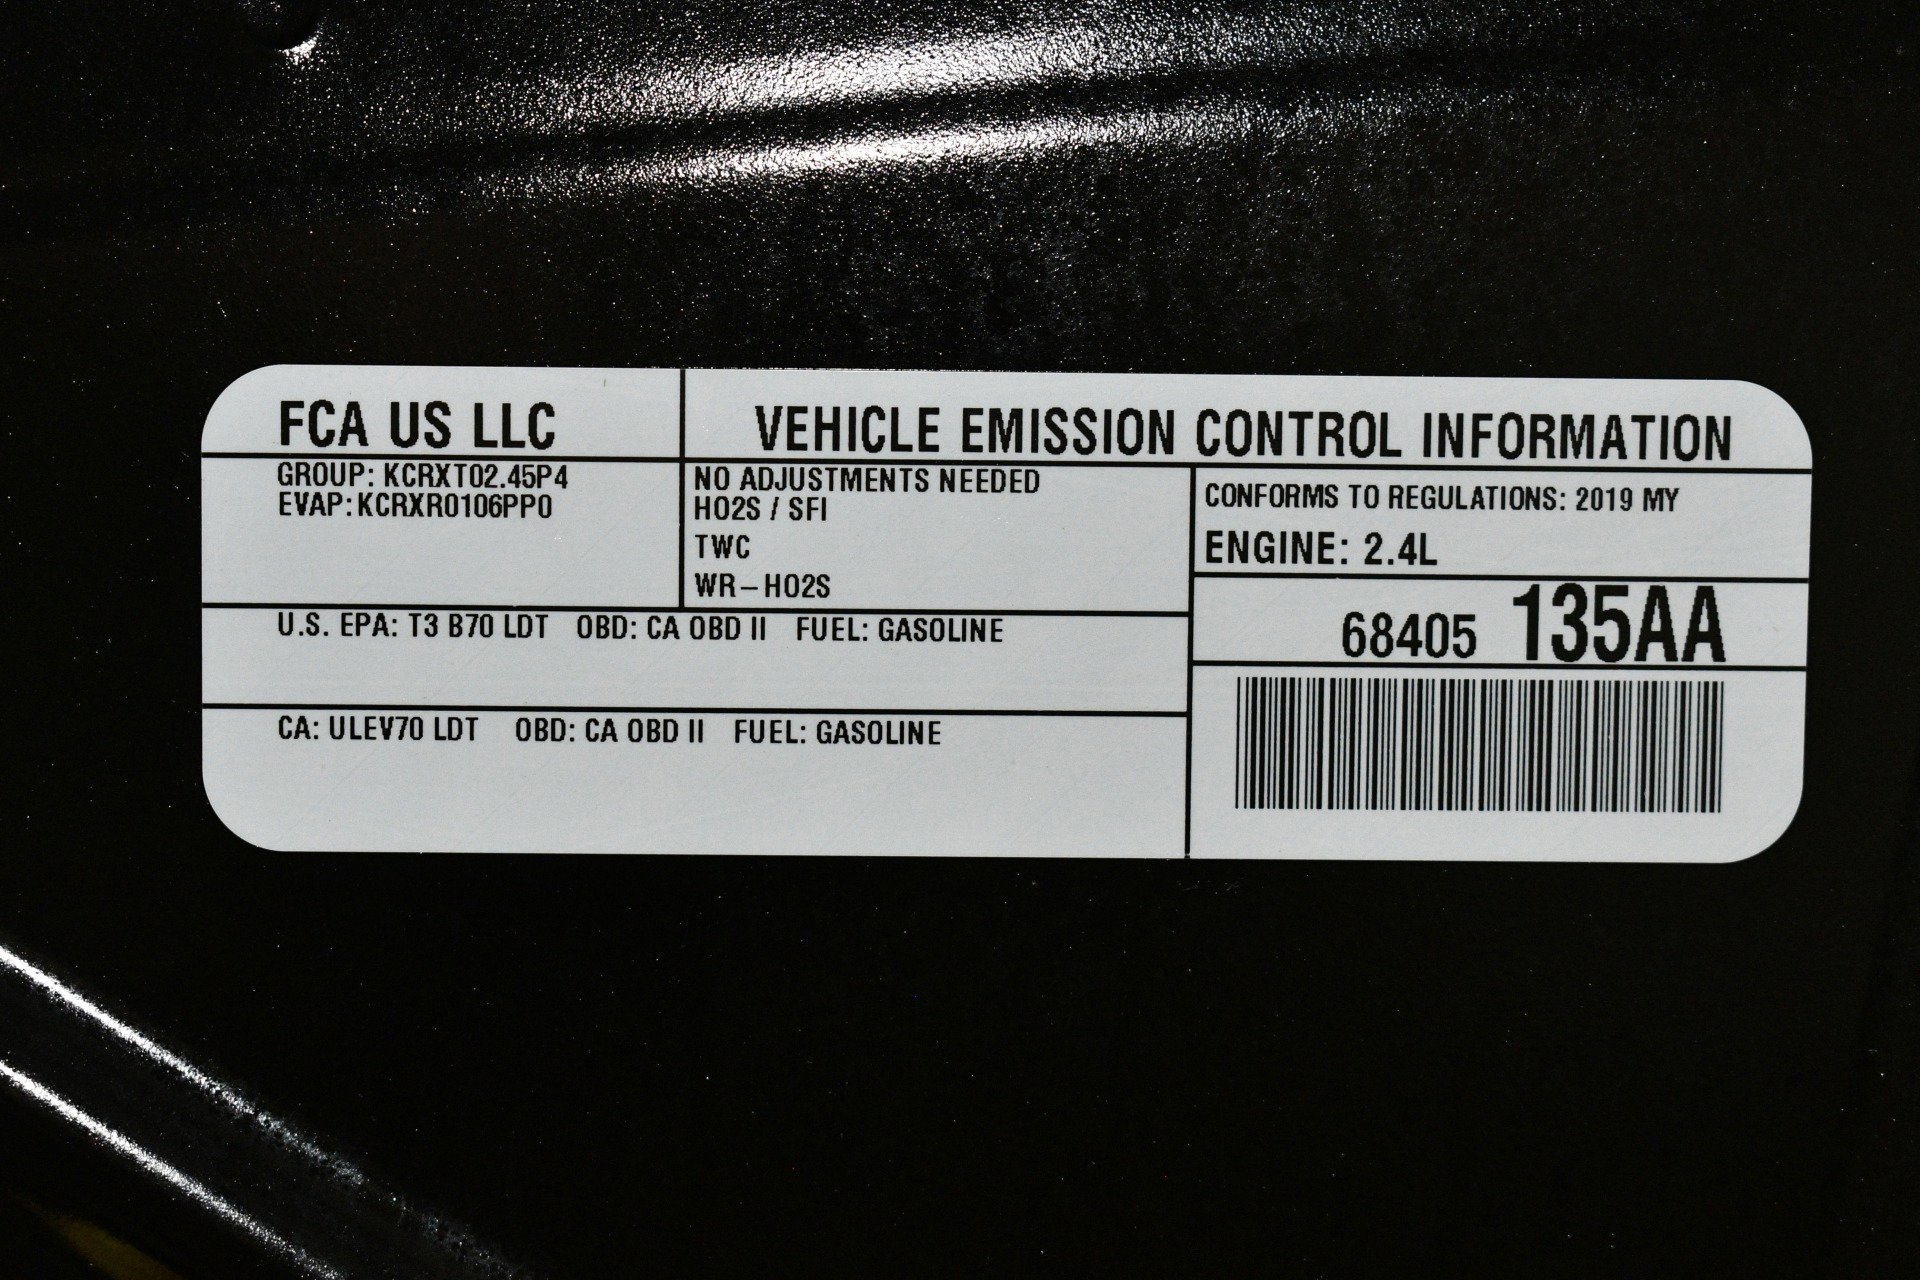 FCA US LLC
VEHICLE EMISSION CONTROL INFORMATION
GROUP: KCRXT02.45P4
EVAP: KCRXR0106PP0
NO ADJUSTMENTS NEEDED
HO2S / SFI
TWC
WR-HO2S
CONFORMS TO REGULATIONS: 2019 MY
ENGINE: 2.4L
U.S. EPA: T3 B70 LDT OBD: CA OBD II FUEL: GASOLINE
68405 135AA
CA: ULEV70 LDT OBD: CA OBD II FUEL: GASOLINE